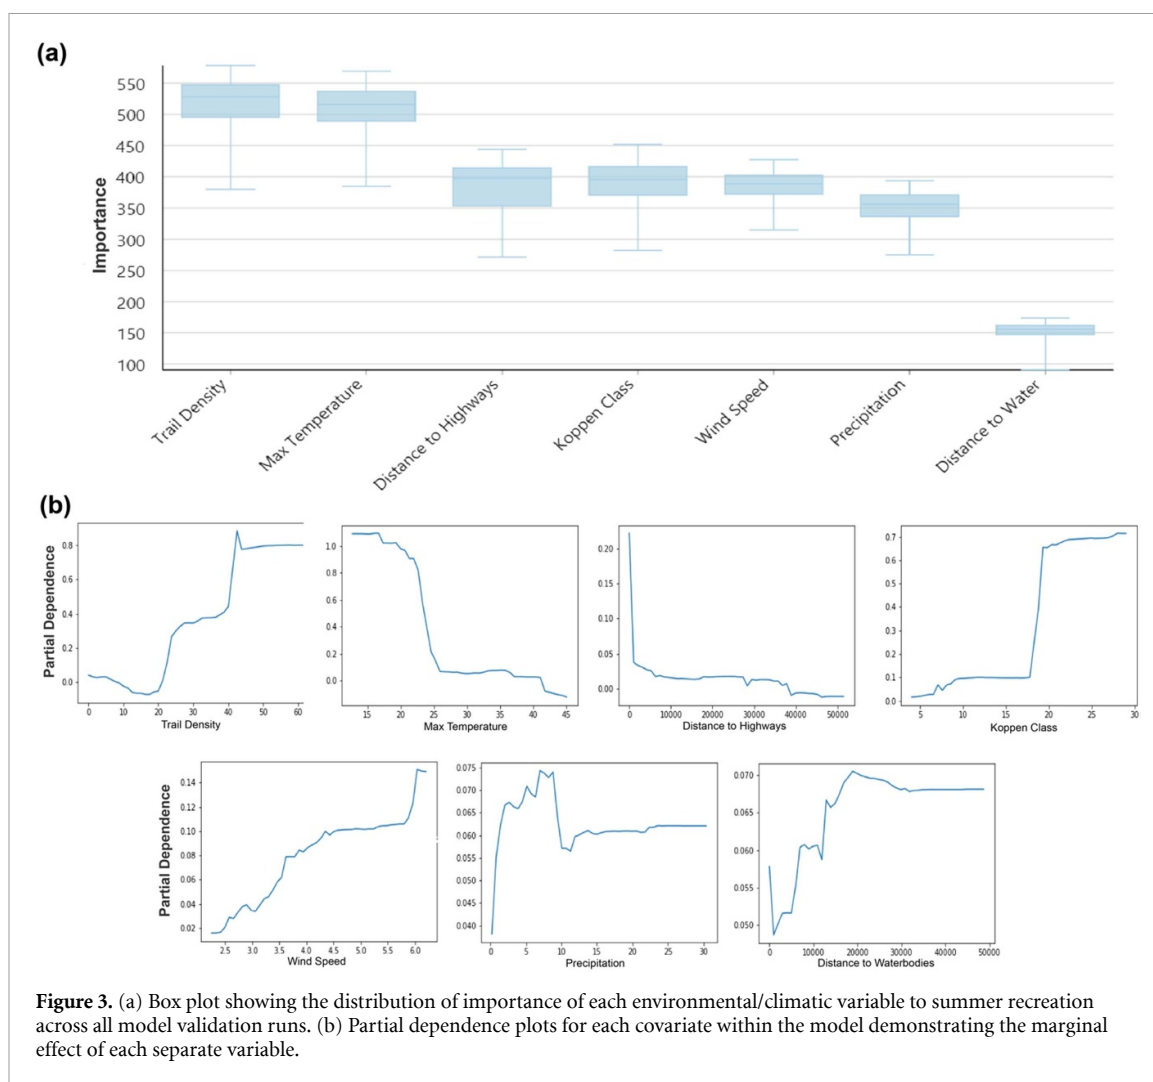 (a)
Importance
550
500
450
400
350
300
250
200
150
100
Trail Density
Max Temperature
Distance to Highways
Koppen Class
Wind Speed
Precipitation
Distance to Water
(b)
Partial Dependence
0.8
0.6
0.4
0.2
0.0
0 10 20 30 40 50 60
Trail Density
1.0
0.8
0.6
0.4
0.2
0.0
15 20 25 30 35 40 45
Max Temperature
0.20
0.15
0.10
0.05
0.00
0 10000 20000 30000 40000 50000
Distance to Highways
0.7
0.6
0.5
0.4
0.3
0.2
0.1
0.0
5 10 15 20 25 30
Koppen Class
Partial Dependence
0.14
0.12
0.10
0.08
0.06
0.04
0.02
2.5 3.0 3.5 4.0 4.5 5.0 5.5 6.0
Wind Speed
0.075
0.070
0.065
0.060
0.055
0.050
0.045
0.040
0 5 10 15 20 25 30
Precipitation
0.070
0.065
0.060
0.055
0.050
0 10000 20000 30000 40000 50000
Distance to Waterbodies
Figure 3. (a) Box plot showing the distribution of importance of each environmental/climatic variable to summer recreation
across all model validation runs. (b) Partial dependence plots for each covariate within the model demonstrating the marginal
effect of each separate variable.